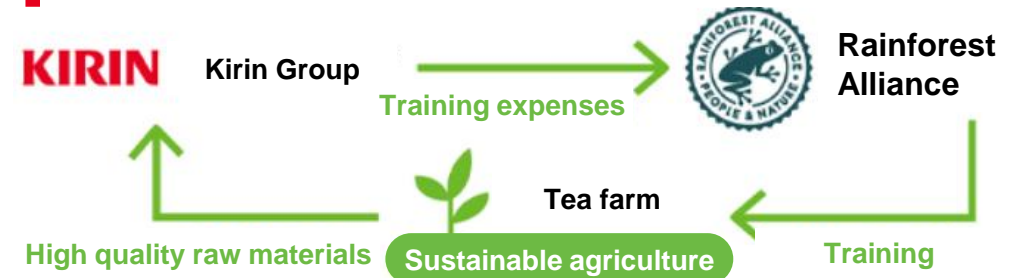 KIRIN
Kirin Group
Training expenses
RAINFOREST ALLIANCE
PEOPLE & NATURE
Rainforest
Alliance
Tea farm
High quality raw materials
Sustainable agriculture
Training